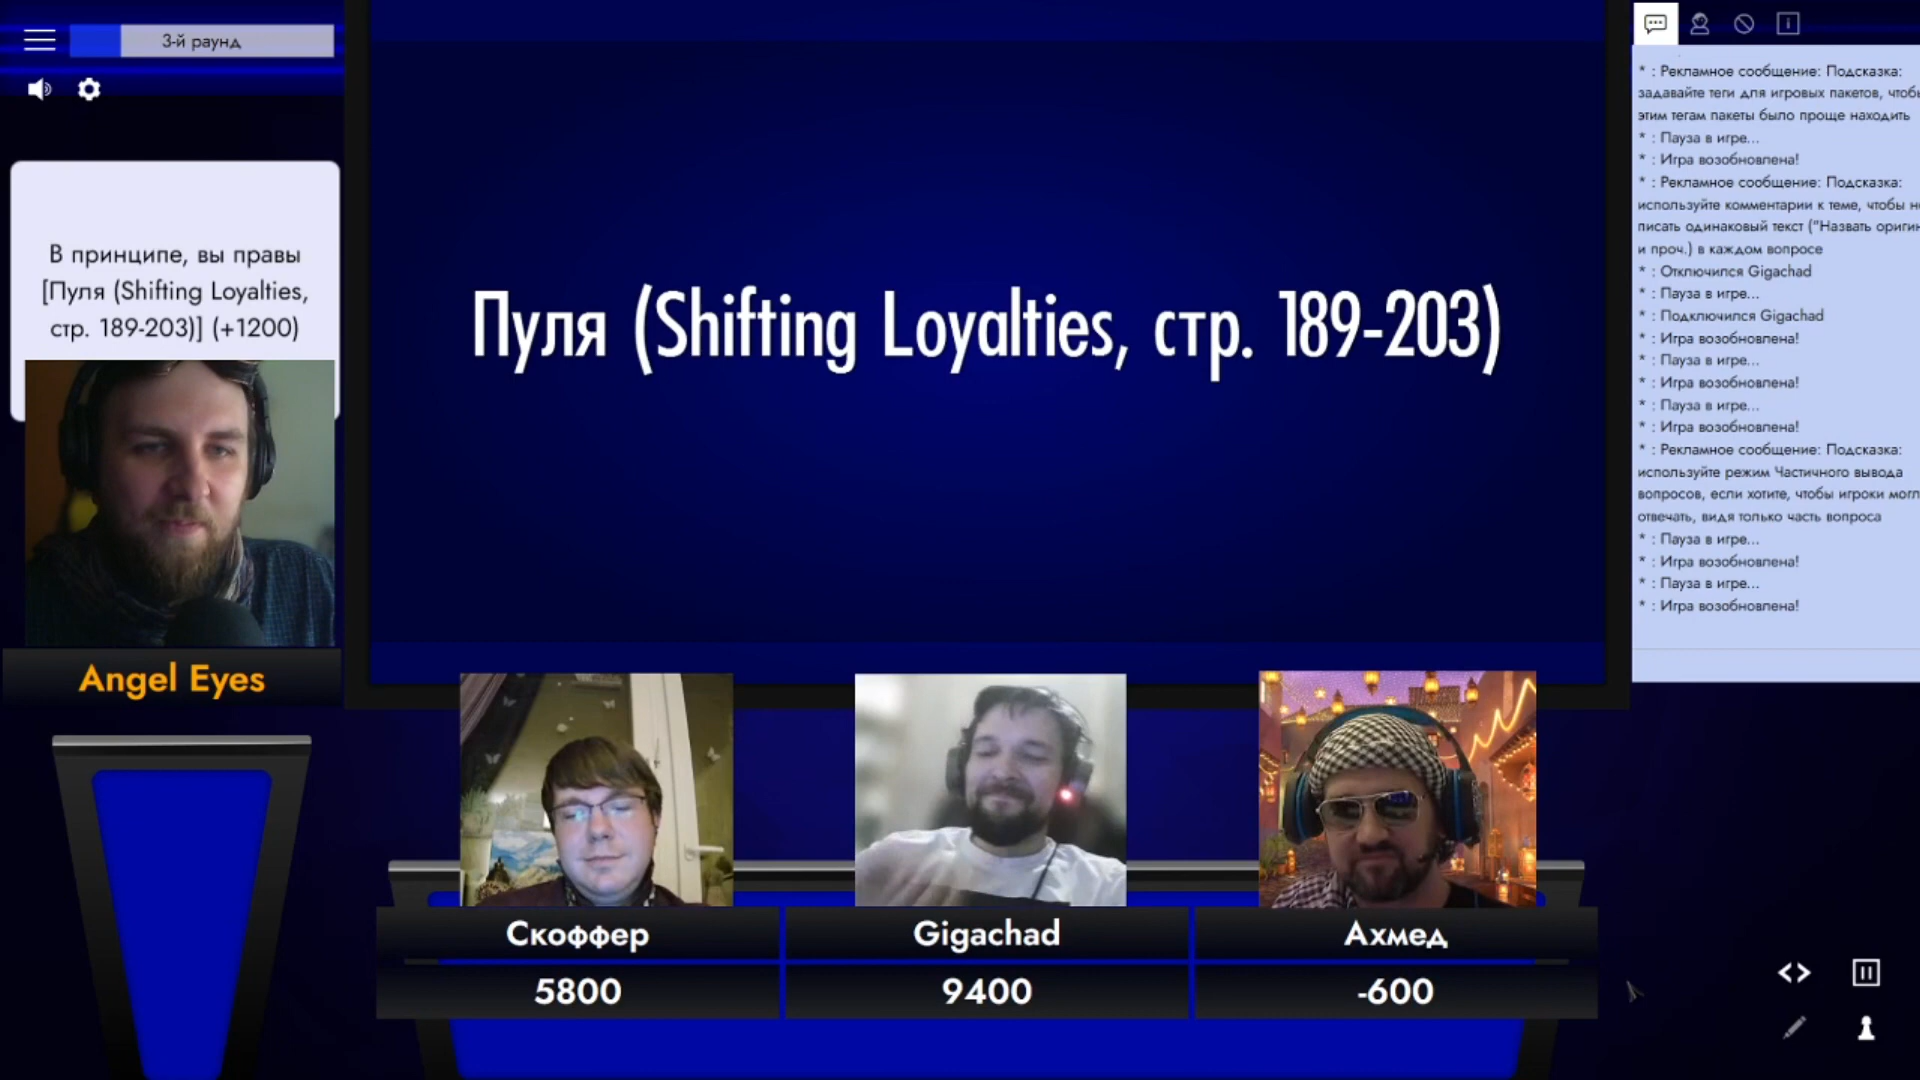 3-й раунд
В принципе, вы правы
[Пуля (Shifting Loyalties,
стр. 189-203)] (+1200)
Angel Eyes
Пуля (Shifting Loyalties, стр. 189-203)
* : Рекламное сообщение: Подсказка:
задавайте теги для игровых пакетов, чтобы
этим тегам пакеты было проще находить
* : Пауза в игре...
* : Игра возобновлена!
* : Рекламное сообщение: Подсказка:
используйте комментарии к теме, чтобы н
писать одинаковый текст ("Назвать оригин
и проч.) в каждом вопросе
* : Отключился Gigachad
* : Пауза в игре...
* : Подключился Gigachad
* : Игра возобновлена!
* : Пауза в игре...
* : Игра возобновлена!
* : Пауза в игре...
* : Игра возобновлена!
* : Рекламное сообщение: Подсказка:
используйте режим Частичного вывода
вопросов, если хотите, чтобы игроки могл
отвечать, видя только часть вопроса
* : Пауза в игре...
* : Игра возобновлена!
* : Пауза в игре...
* : Игра возобновлена!
Скоффер
Gigachad
Ахмед
5800
9400
-600